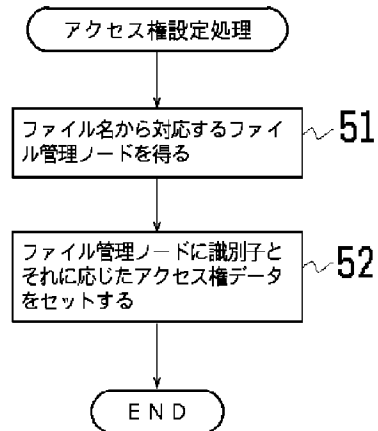 アクセス権設定処理
ファイル名から対応するファイ
ル管理ノードを得る
51
ファイル管理ノードに識別子と
それに応じたアクセス権データ
をセットする
52
END